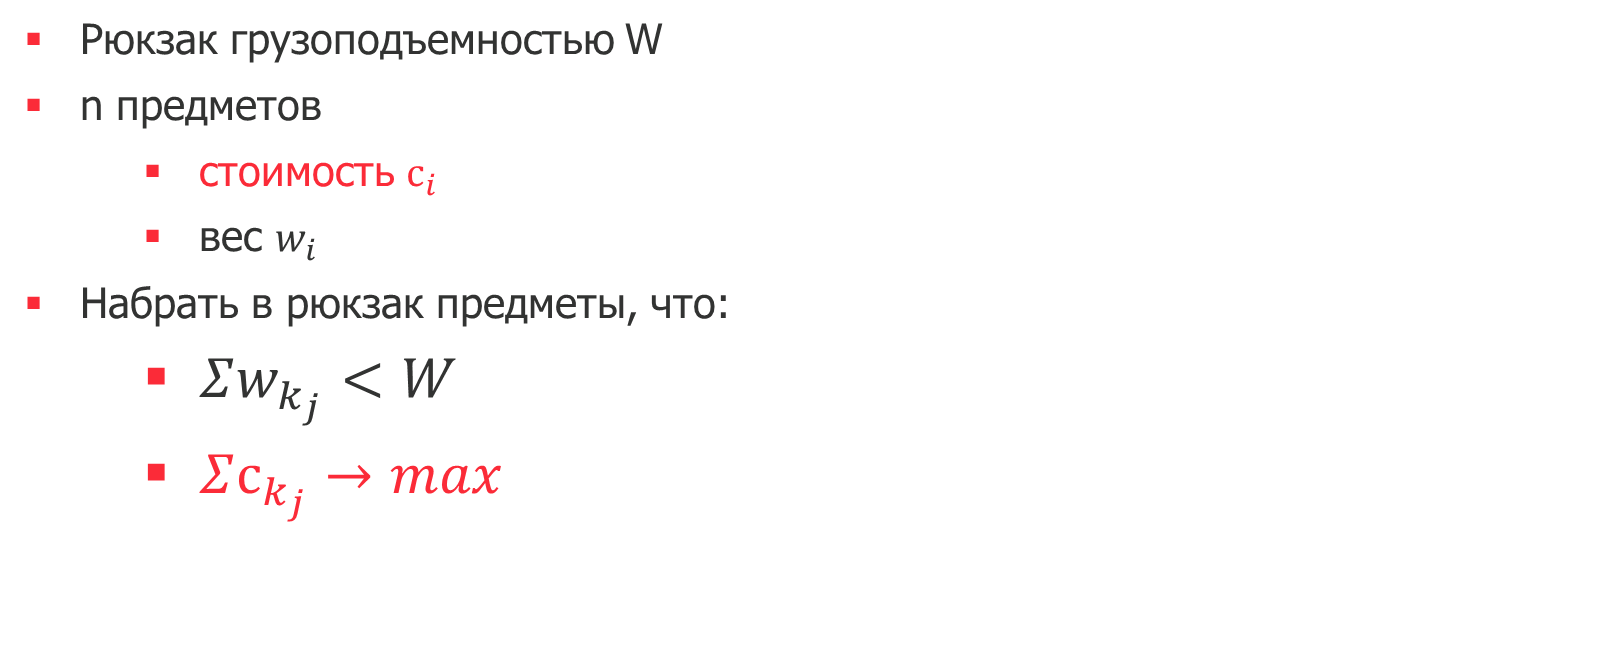 ▪ Рюкзак грузоподъемностью W
▪ n предметов
▪ стоимость c_i
▪ вес w_i
▪ Набрать в рюкзак предметы, что:
▪ Σw_{k_j} < W
▪ Σc_{k_j} → max